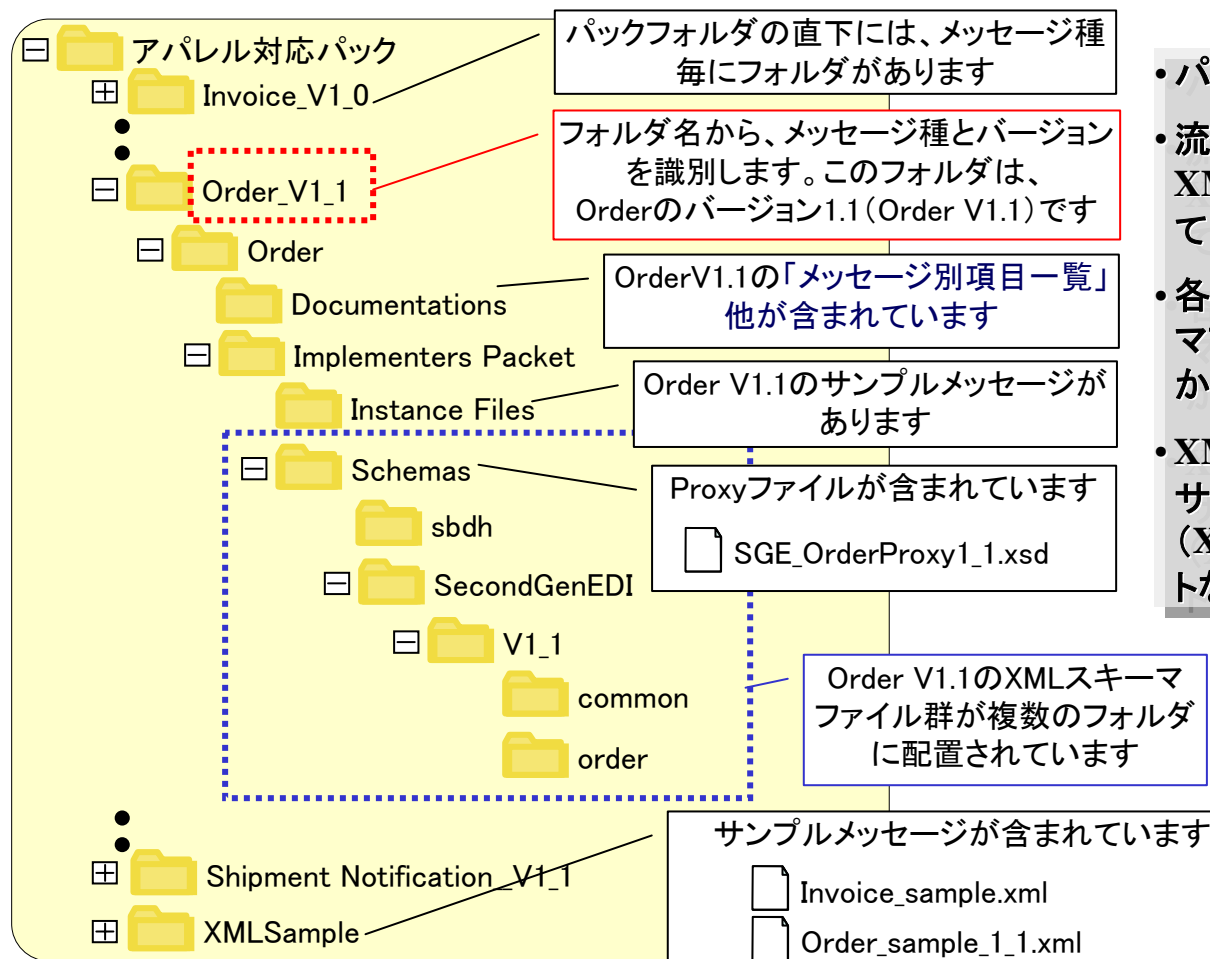 アパレル対応パック
Invoice_V1_0
Order_V1_1
Order
Documentations
Implementers Packet
Instance Files
Schemas
sbdh
SecondGenEDI
V1_1
common
order
Shipment Notification_V1_1
XMLSample
パックフォルダの直下には、メッセージ種
毎にフォルダがあります
フォルダ名から、メッセージ種とバージョン
を識別します。このフォルダは、
Orderのバージョン1.1(Order V1.1)です
OrderV1.1の「メッセージ別項目一覧」
他が含まれています
Order V1.1のサンプルメッセージが
あります
Proxyファイルが含まれています
SGE_OrderProxy1_1.xsd
Order V1.1のXMLスキーマ
ファイル群が複数のフォルダ
に配置されています
サンプルメッセージが含まれています
Invoice_sample.xml
Order_sample_1_1.xml
・パ
・流
て
・各
マ
か
・XM
サ
(X
ト